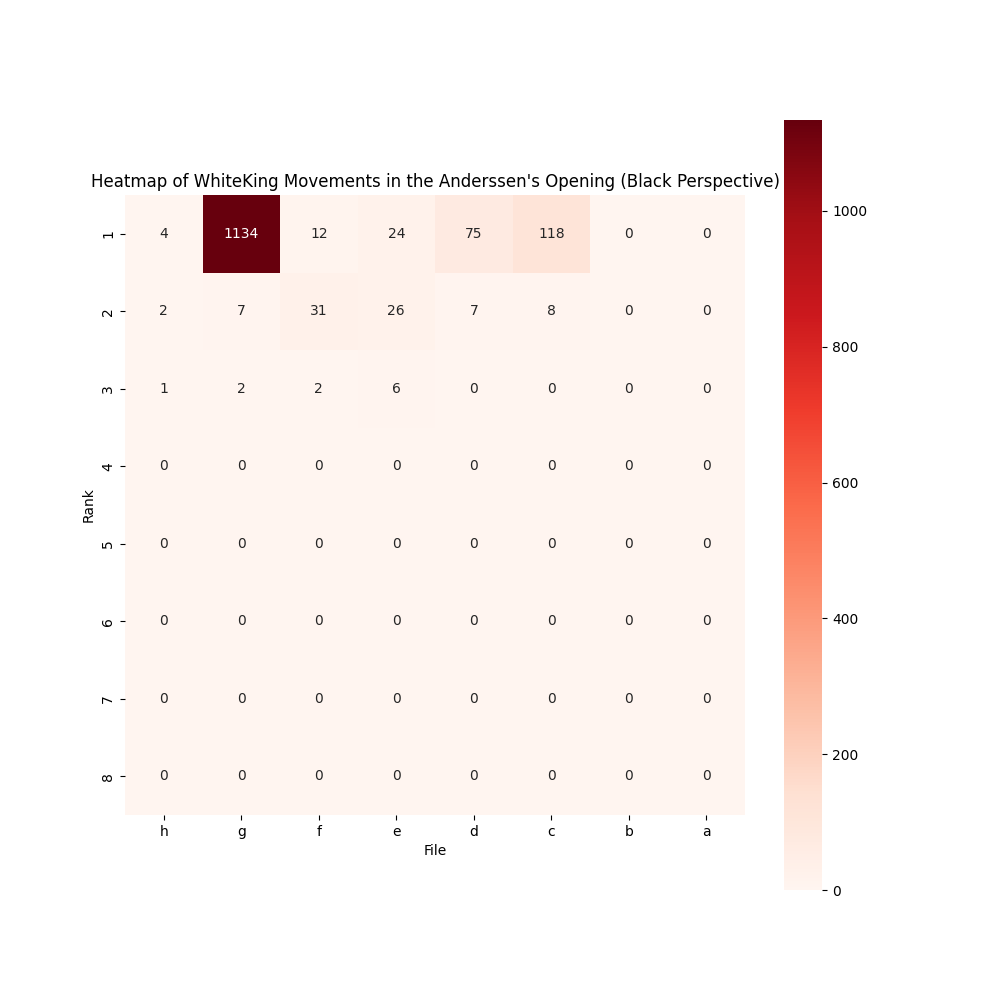 Heatmap of WhiteKing Movements in the Anderssen's Opening (Black Perspective)
1 4 1134 12 24 75 118 0 0
2 2 7 31 26 7 8 0 0
3 1 2 2 6 0 0 0 0
4 0 0 0 0 0 0 0 0
5 0 0 0 0 0 0 0 0
6 0 0 0 0 0 0 0 0
7 0 0 0 0 0 0 0 0
8 0 0 0 0 0 0 0 0
Rank
h g f e d c b a
File
1000
800
600
400
200
0